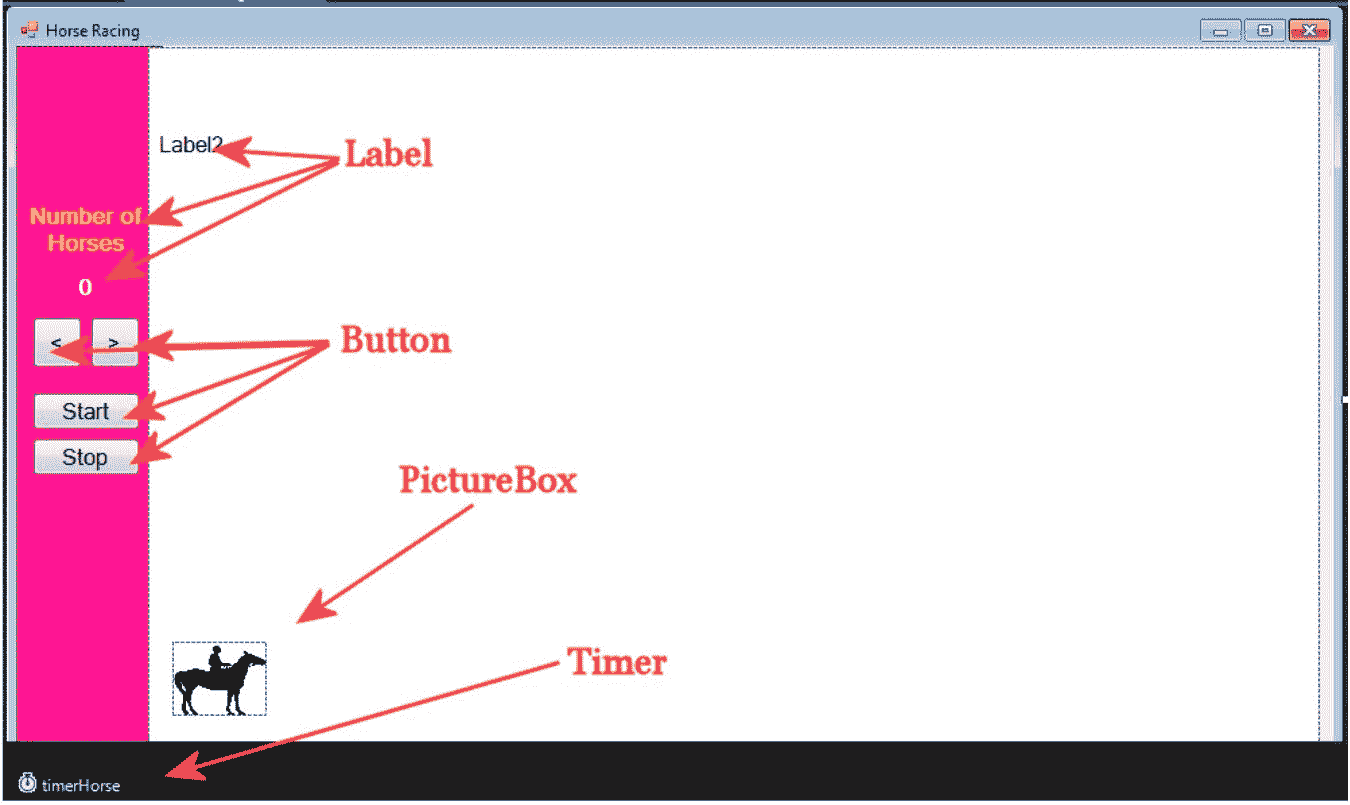 Horse Racing
Label2
Label
Number of
Horses
0
< >
Button
Start
Stop
PictureBox
Timer
timerHorse